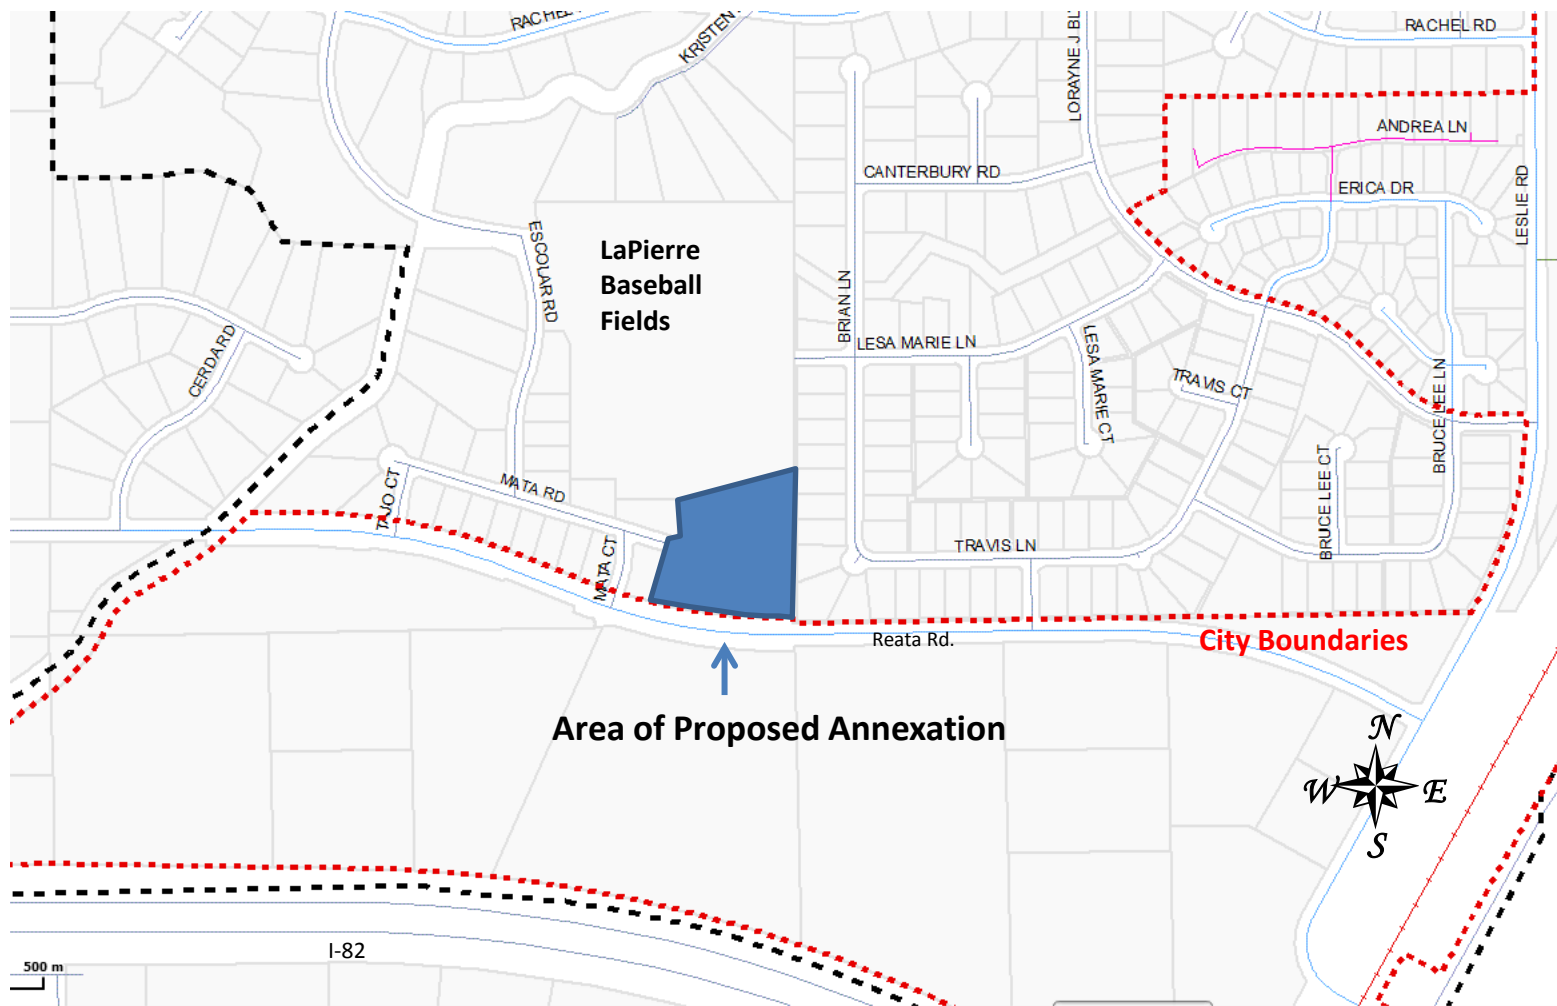 RACHEL
KRISTEN
LORAYNE J BL
RACHEL RD
ANDREA LN
CANTERBURY RD
ERICA DR
LESLIE RD
ESCOLAR RD
LaPierre
Baseball
Fields
BRIAN LN
LESA MARIE LN
LESA MARIE CT
CERDA RD
TRAVIS CT
BRUCE LEE LN
MATA RD
TAJO CT
BRUCE LEE CT
TRAVIS LN
MATA CT
Reata Rd.
City Boundaries
Area of Proposed Annexation
N
W
E
S
I-82
500 m